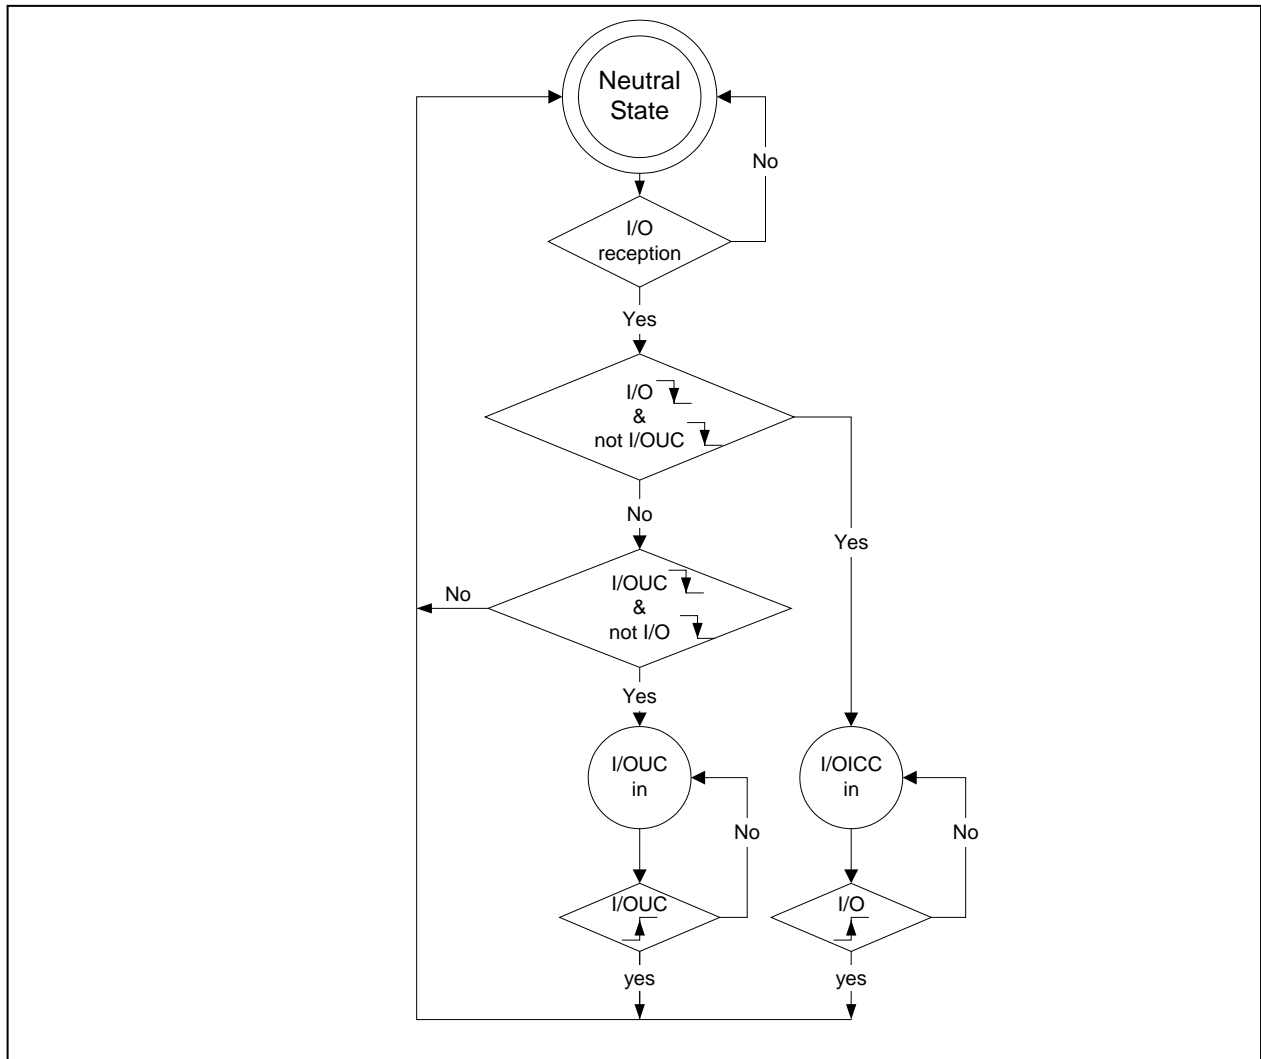 Neutral
State
No
I/O
reception
Yes
I/O
&
not I/OUC
No
Yes
I/OUC
&
not I/O
No
Yes
I/OUC
in
I/OICC
in
No
No
I/OUC
I/O
yes
yes